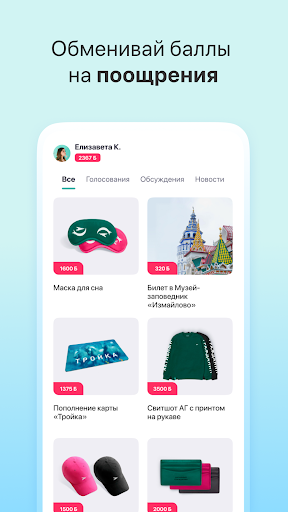 Обменивай баллы
на поощрения
Елизавета К.
2367 Б
Все Голосования Обсуждения Новости
1600 Б
320 Б
Маска для сна
Билет в Музей-
заповедник
«Измайлово»
ТРОЙКА
1375 Б
3500 Б
Пополнение карты
«Тройка»
Свитшот АГ с принтом
на рукаве
1500 Б
2000 Б